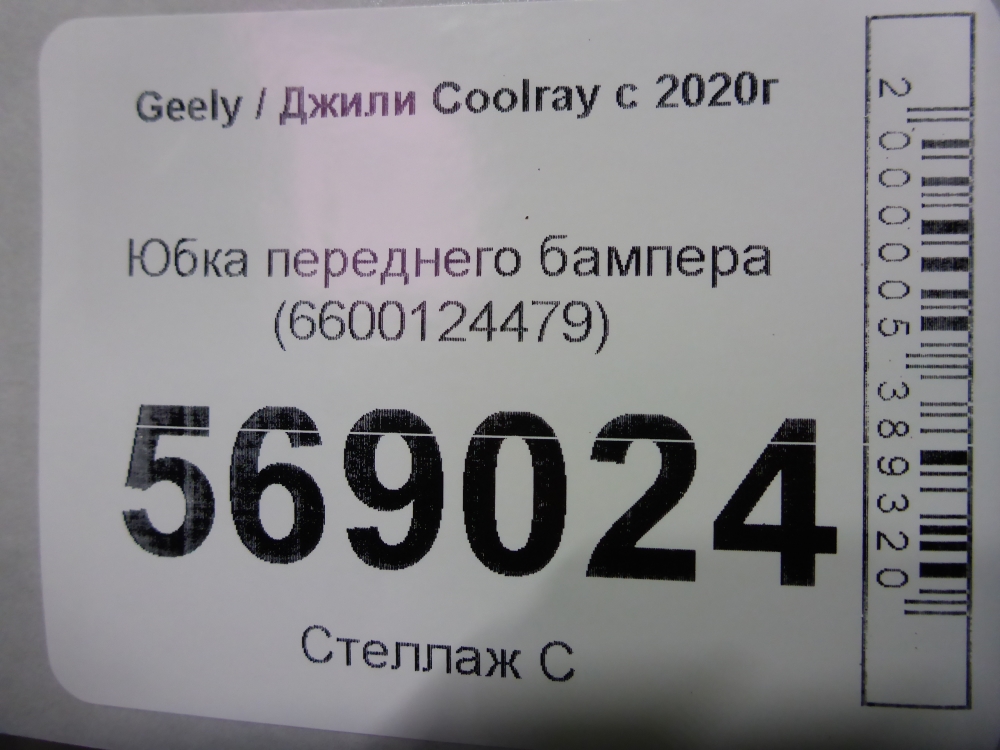 Geely / Джили Coolray с 2020г
Юбка переднего бампера
(6600124479)
569024
Стеллаж С
2000005389320